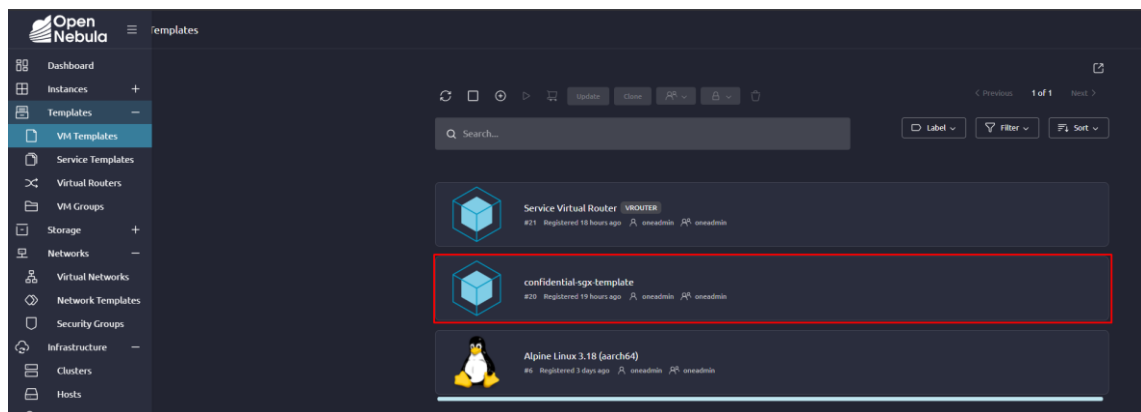 Open
Nebula
Templates
Dashboard
Instances
Templates
VM Templates
Service Templates
Virtual Routers
VM Groups
Storage
Networks
Virtual Networks
Network Templates
Security Groups
Infrastructure
Clusters
Hosts
Update Clone
< Previous 1 of 1 Next >
Search...
Label Filter Sort
Service Virtual Router VROUTER
#21 Registered 18 hours ago oneadmin oneadmin
confidential-sgx-template
#20 Registered 19 hours ago oneadmin oneadmin
Alpine Linux 3.18 (aarch64)
#6 Registered 3 days ago oneadmin oneadmin